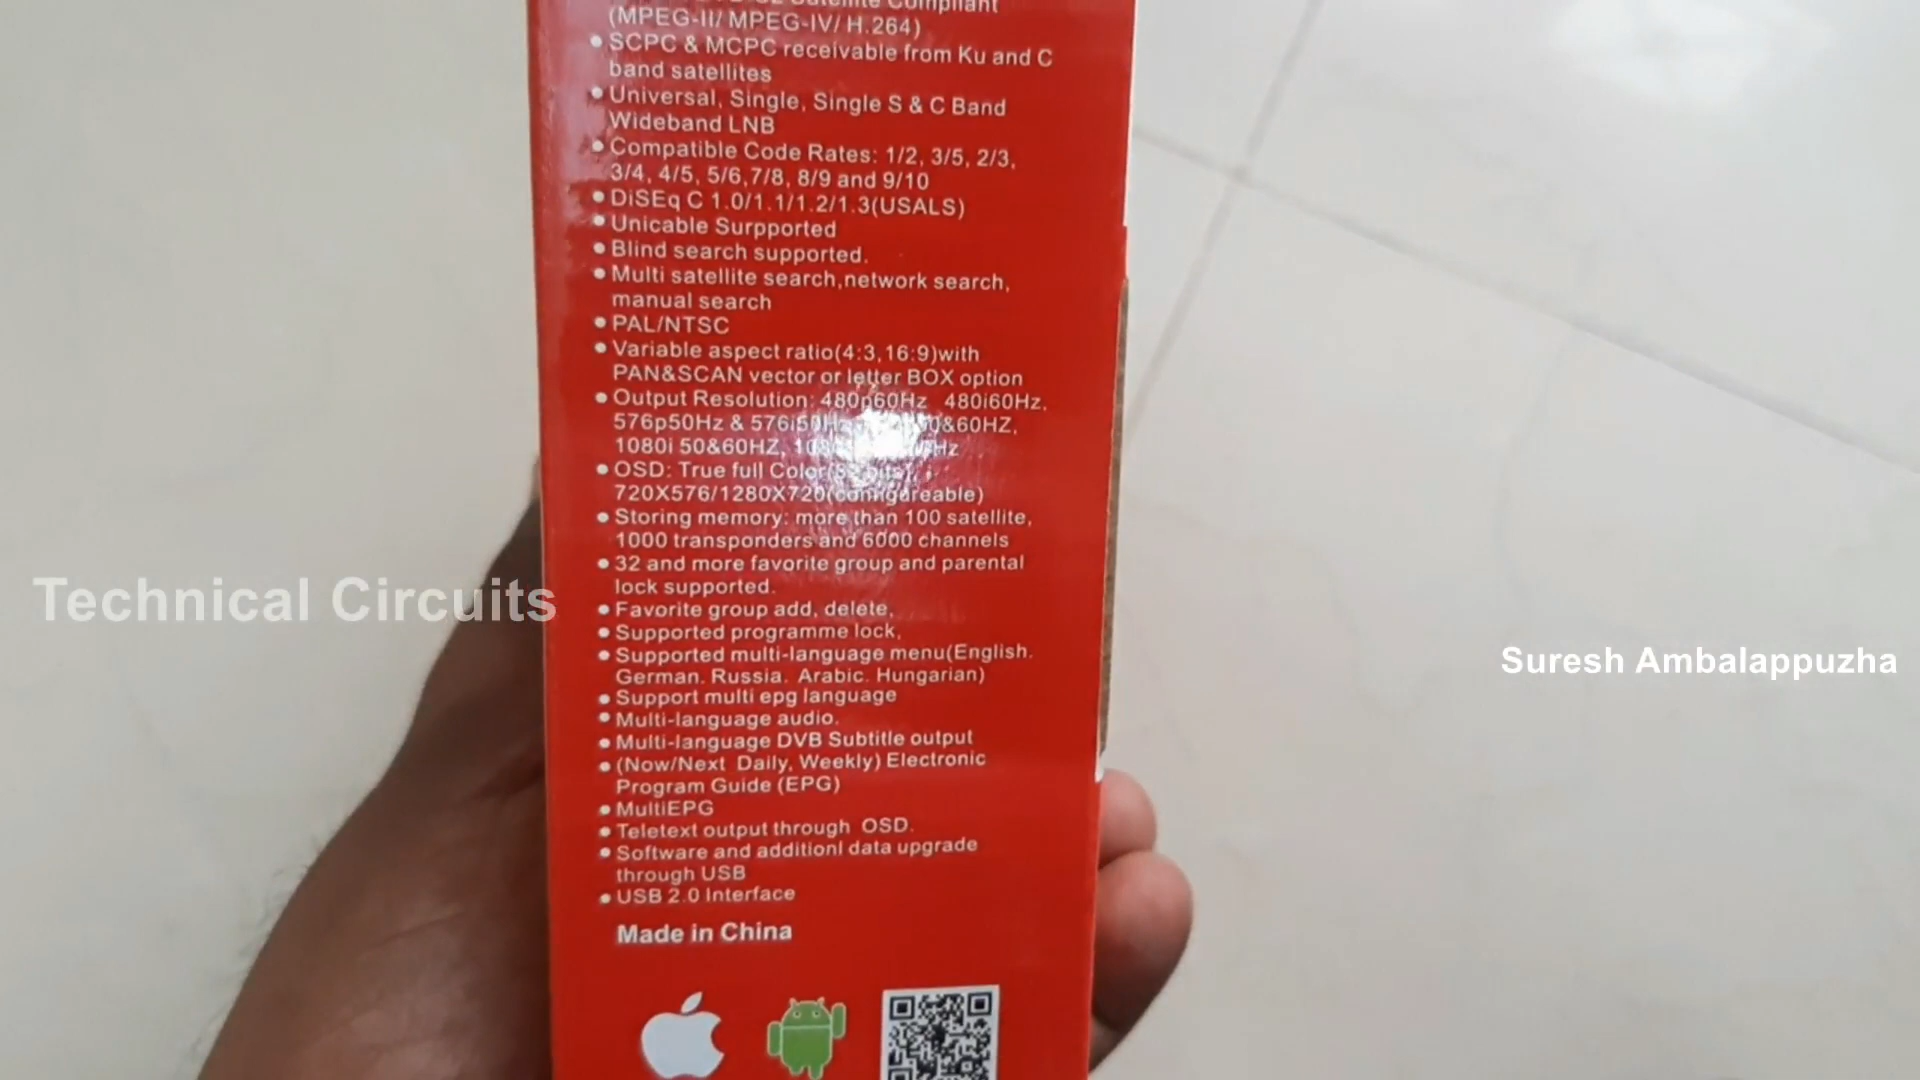 Satellite Compliant
(MPEG-II/ MPEG-IV/ H.264)
• SCPC & MCPC receivable from Ku and C
band satellites
• Universal, Single, Single S & C Band
Wideband LNB
• Compatible Code Rates: 1/2, 3/5, 2/3,
3/4, 4/5, 5/6,7/8, 8/9 and 9/10
• DiSEq C 1.0/1.1/1.2/1.3(USALS)
• Unicable Surpported
• Blind search supported.
• Multi satellite search,network search,
manual search
• PAL/NTSC
• Variable aspect ratio(4:3,16:9)with
PAN&SCAN vector or letter BOX option
• Output Resolution: 480p60Hz 480i60Hz,
576p50Hz & 576i50H &60HZ,
1080i 50&60HZ, Hz
• OSD: True full Color
720X576/1280X720(configureable)
• Storing memory: more than 100 satellite,
1000 transponders and 6000 channels
• 32 and more favorite group and parental
lock supported.
• Favorite group add, delete,
• Supported programme lock,
• Supported multi-language menu(English.
German. Russia. Arabic. Hungarian)
• Support multi epg language
• Multi-language audio.
• Multi-language DVB Subtitle output
• (Now/Next Daily, Weekly) Electronic
Program Guide (EPG)
• MultiEPG
• Teletext output through OSD.
• Software and additionl data upgrade
through USB
• USB 2.0 Interface
Made in China
Technical Circuits
Suresh Ambalappuzha